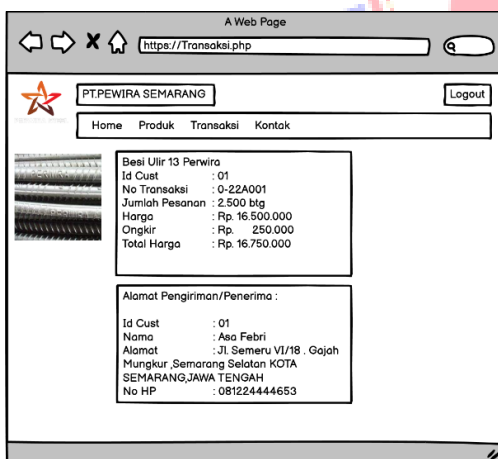 A Web Page
https://Transaksi.php
PT.PEWIRA SEMARANG
Logout
Home Produk Transaksi Kontak
Besi Ulir 13 Perwira
Id Cust : 01
No Transaksi : 0-22A001
Jumlah Pesanan : 2.500 btg
Harga : Rp. 16.500.000
Ongkir : Rp. 250.000
Total Harga : Rp. 16.750.000
Alamat Pengiriman/Penerima :
Id Cust : 01
Nama : Asa Febri
Alamat : Jl. Semeru VI/18 . Gajah
Mungkur ,Semarang Selatan KOTA
SEMARANG,JAWA TENGAH
No HP : 081224444653